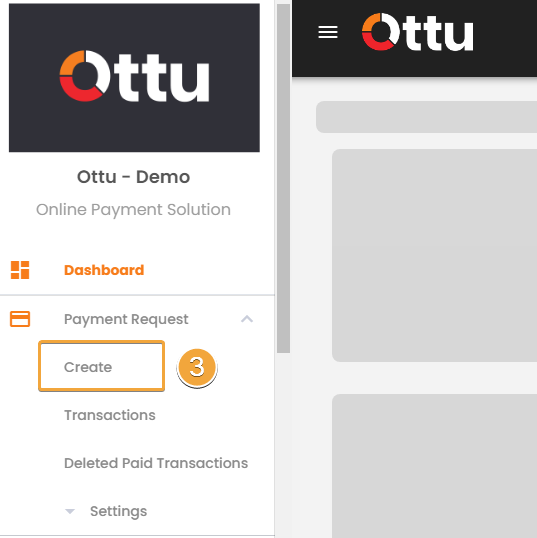 Ottu
Ottu
Ottu - Demo
Online Payment Solution
Dashboard
Payment Request
Create
3
Transactions
Deleted Paid Transactions
Settings